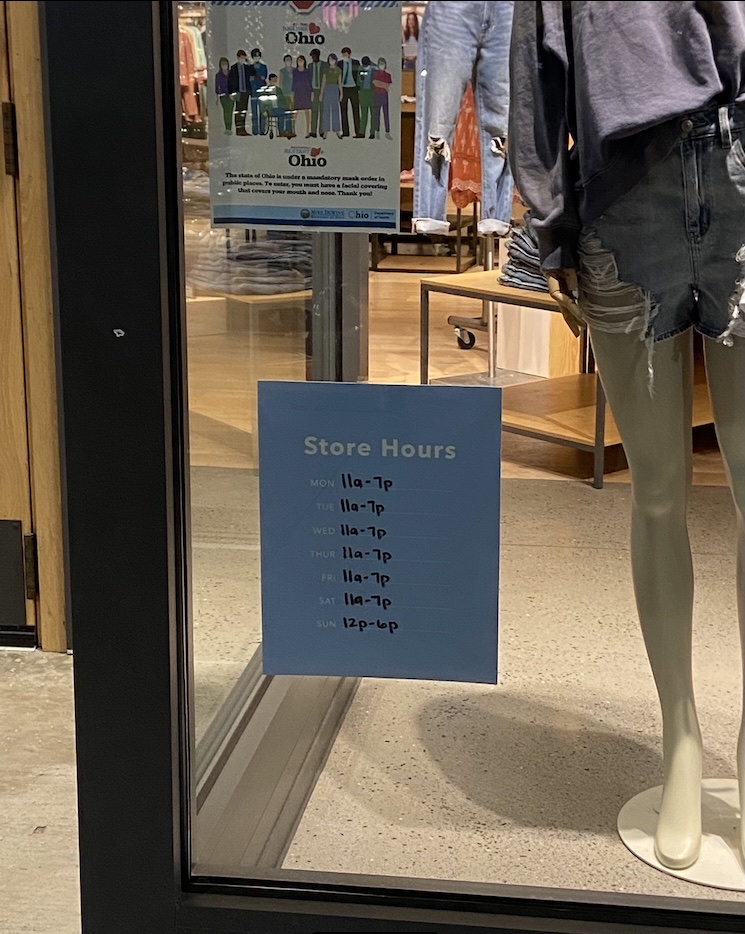 Ohio
Ohio
The state of Ohio is under a mandatory mask order in
public places. To enter, you must have a facial covering
that covers your mouth and nose. Thank you!
Ohio
Store Hours
MON 11a-7p
TUE 11a-7p
WED 11a-7p
THUR 11a-7p
FRI 11a-7p
SAT 11a-7p
SUN 12p-6p